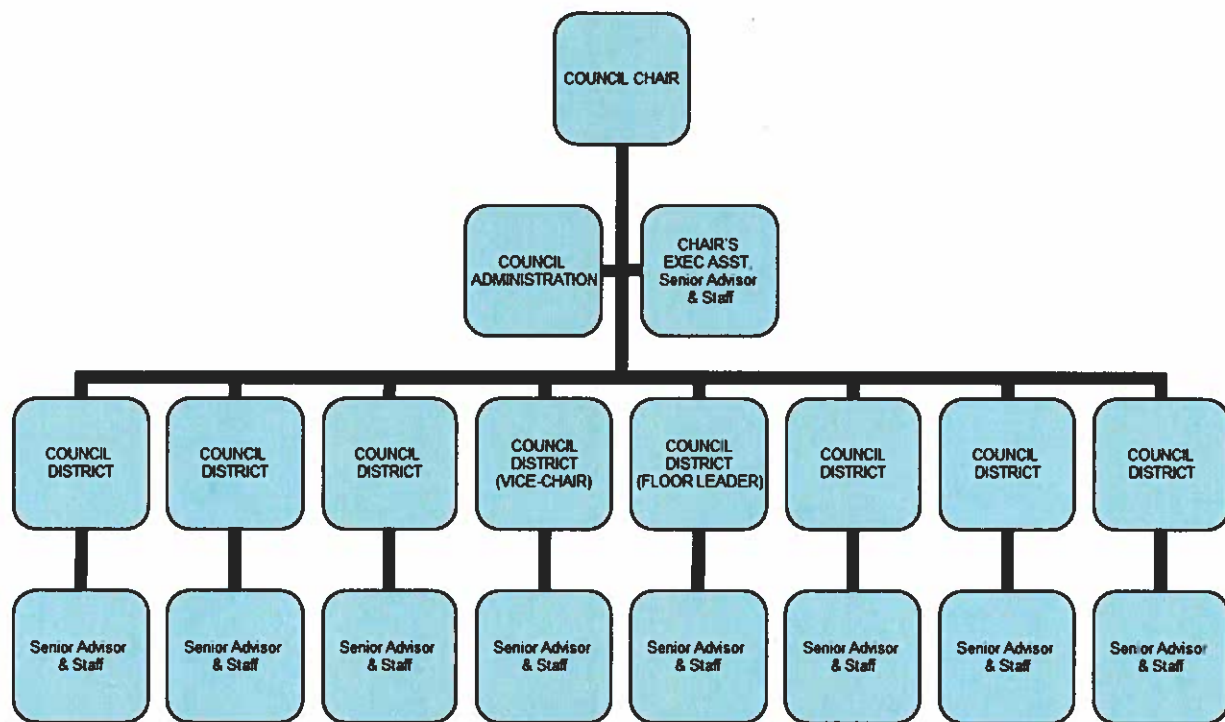 COUNCIL CHAIR
COUNCIL
ADMINISTRATION
CHAIR'S
EXEC ASST,
Senior Advisor
& Staff
COUNCIL
DISTRICT
COUNCIL
DISTRICT
COUNCIL
DISTRICT
COUNCIL
DISTRICT
(VICE-CHAIR)
COUNCIL
DISTRICT
(FLOOR LEADER)
COUNCIL
DISTRICT
COUNCIL
DISTRICT
COUNCIL
DISTRICT
Senior Advisor
& Staff
Senior Advisor
& Staff
Senior Advisor
& Staff
Senior Advisor
& Staff
Senior Advisor
& Staff
Senior Advisor
& Staff
Senior Advisor
& Staff
Senior Advisor
& Staff